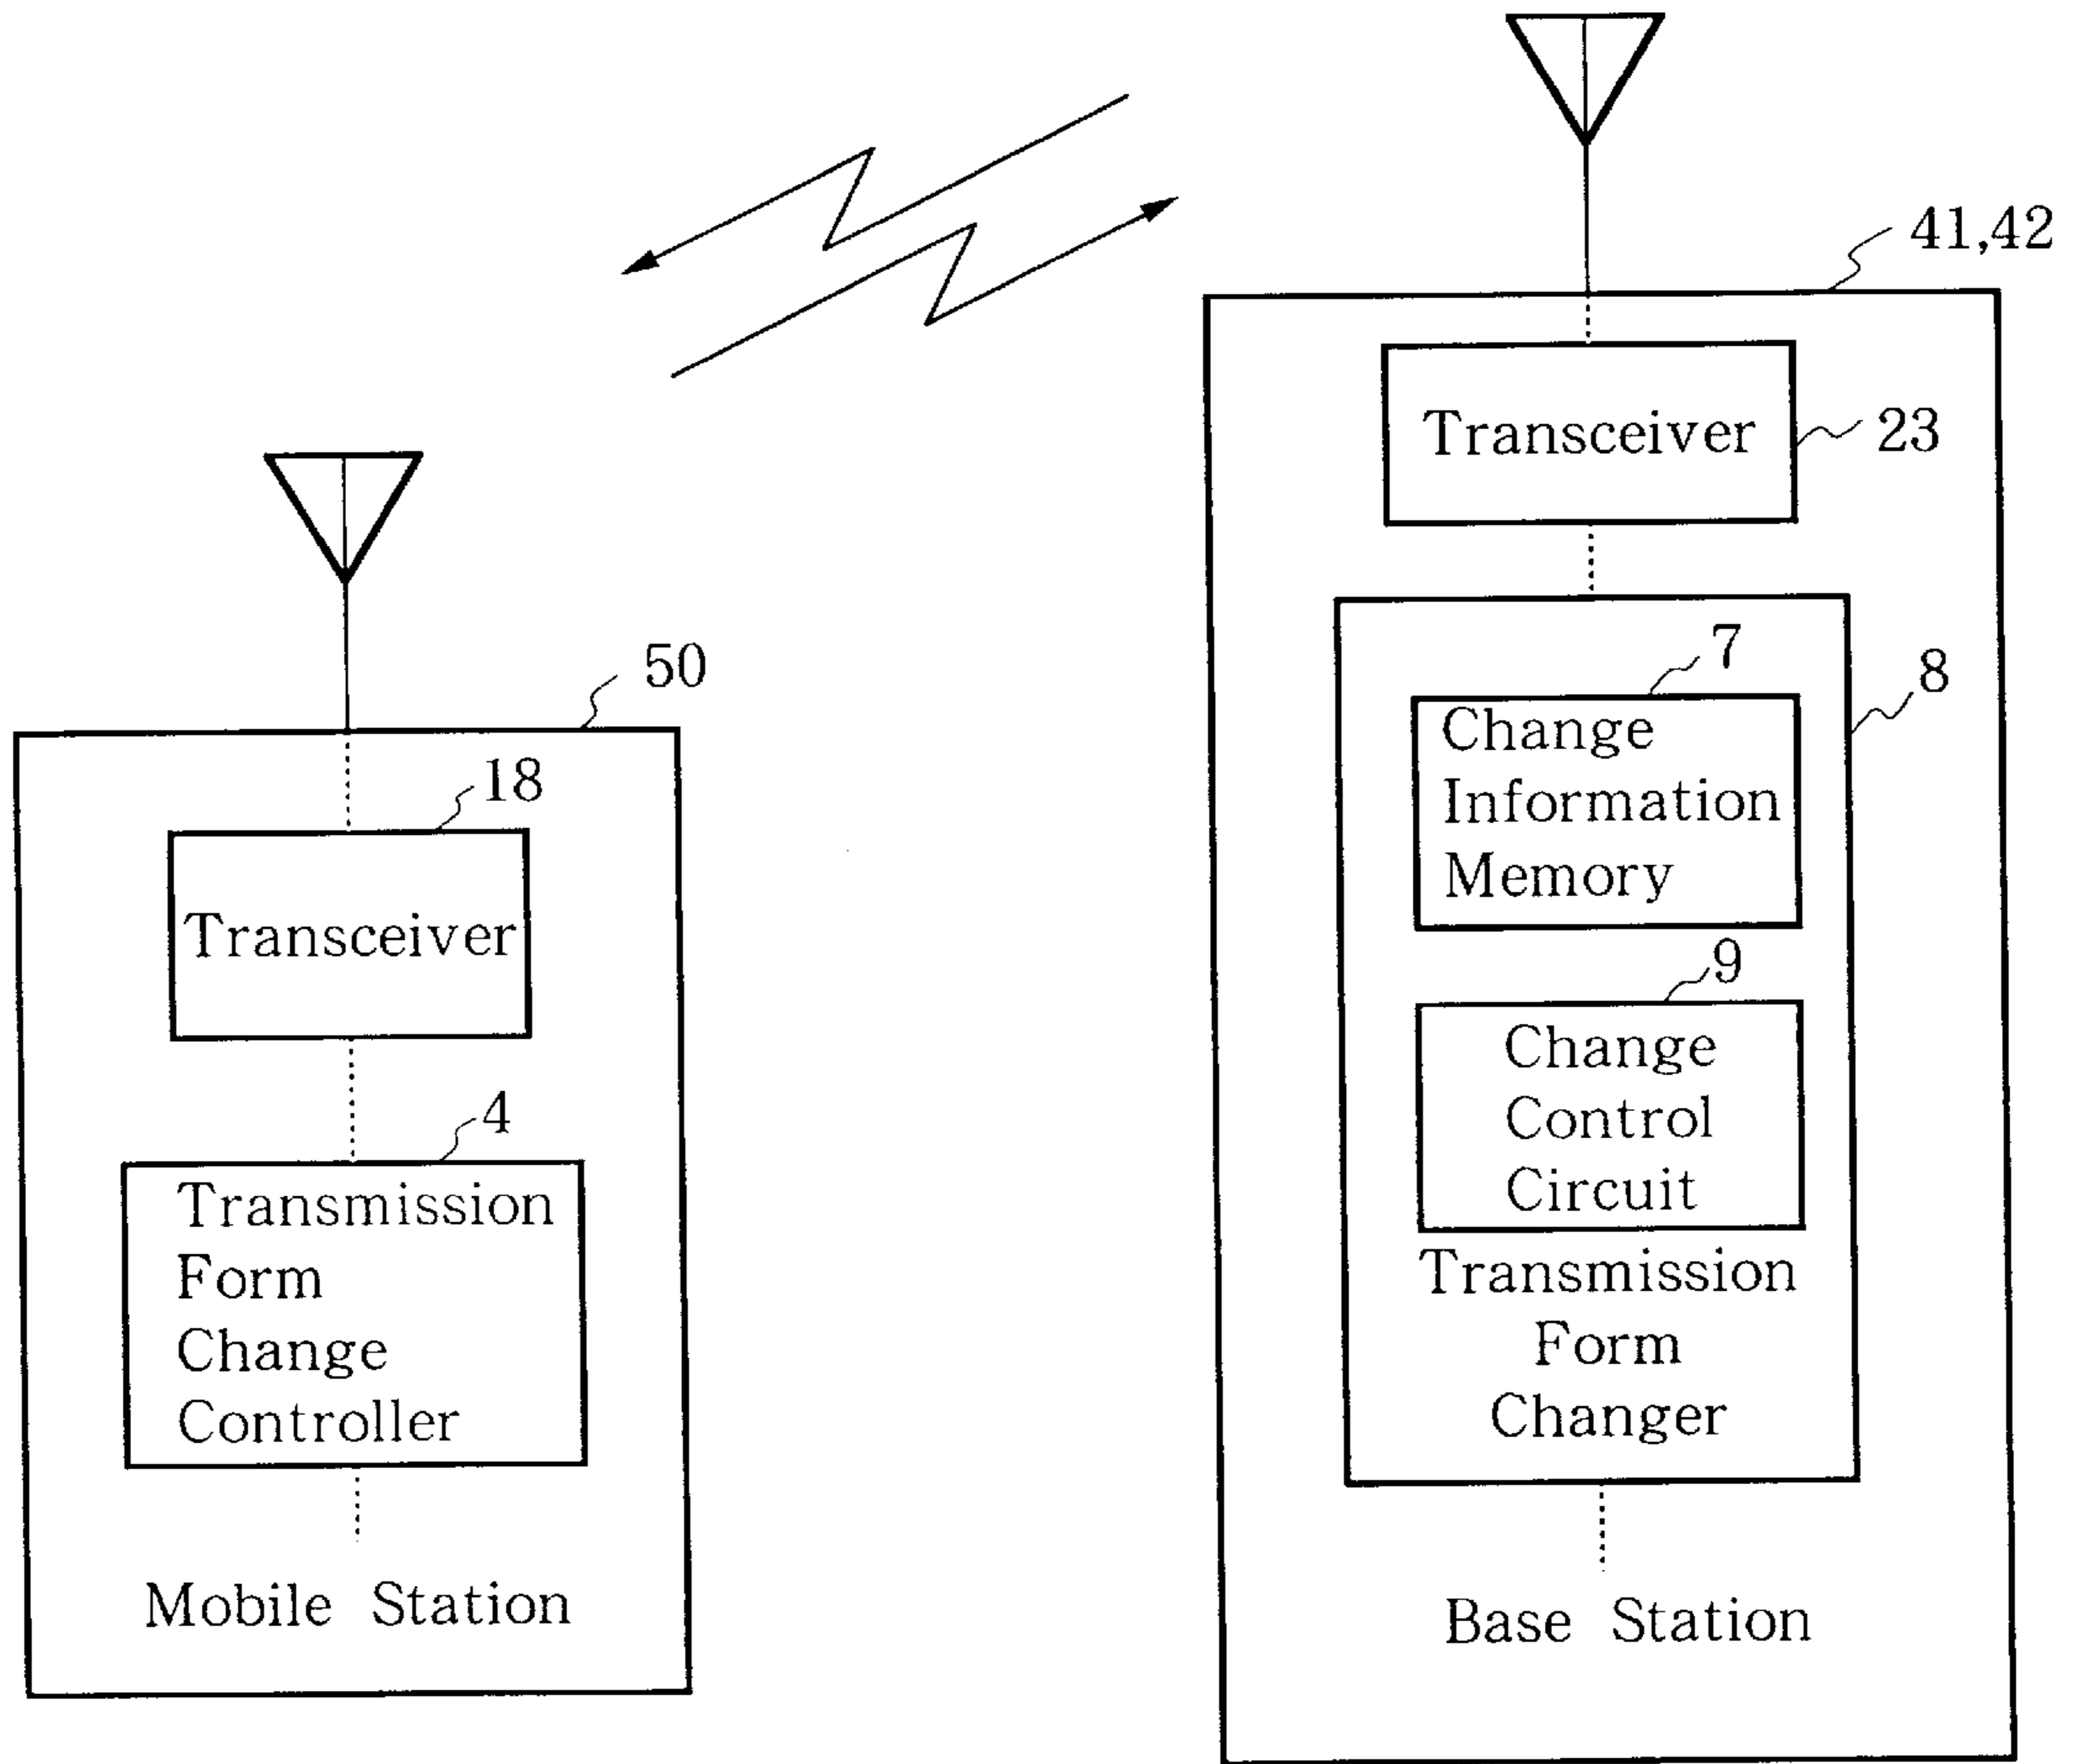 50
18
Transceiver
4
Transmission
Form
Change
Controller
Mobile Station
41,42
Transceiver
23
7
8
Change
Information
Memory
9
Change
Control
Circuit
Transmission
Form
Changer
Base Station